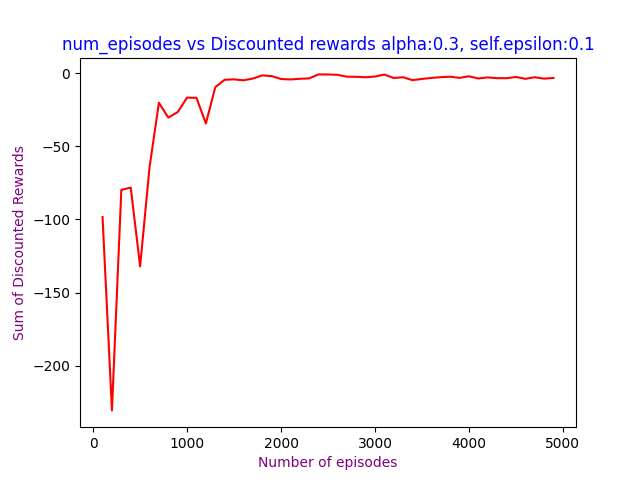 num_episodes vs Discounted rewards alpha:0.3, self.epsilon:0.1
0
−50
−100
−150
−200
Sum of Discounted Rewards
0 1000 2000 3000 4000 5000
Number of episodes